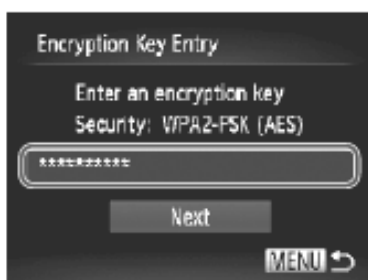 Encryption Key Entry
Enter an encryption key
Security: WPA2-PSK (AES)
**********
Next
MENU